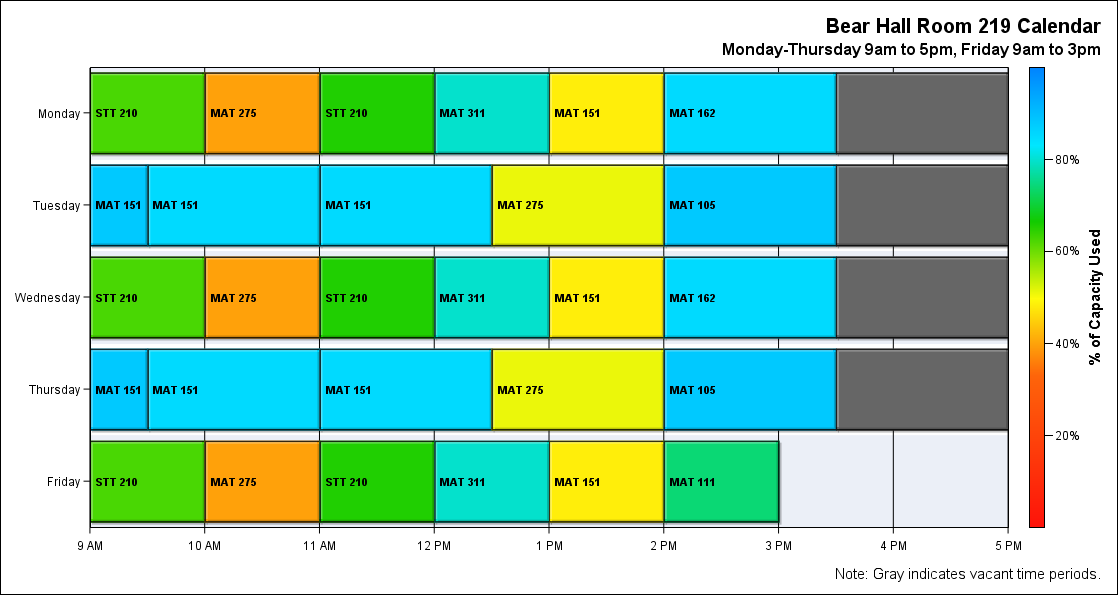 Bear Hall Room 219 Calendar
Monday-Thursday 9am to 5pm, Friday 9am to 3pm
Monday
STT 210
MAT 275
STT 210
MAT 311
MAT 151
MAT 162
Tuesday
MAT 151
MAT 151
MAT 151
MAT 275
MAT 105
Wednesday
STT 210
MAT 275
STT 210
MAT 311
MAT 151
MAT 162
Thursday
MAT 151
MAT 151
MAT 151
MAT 275
MAT 105
Friday
STT 210
MAT 275
STT 210
MAT 311
MAT 151
MAT 111
9 AM
10 AM
11 AM
12 PM
1 PM
2 PM
3 PM
4 PM
5 PM
80%
60%
40%
20%
% of Capacity Used
Note: Gray indicates vacant time periods.